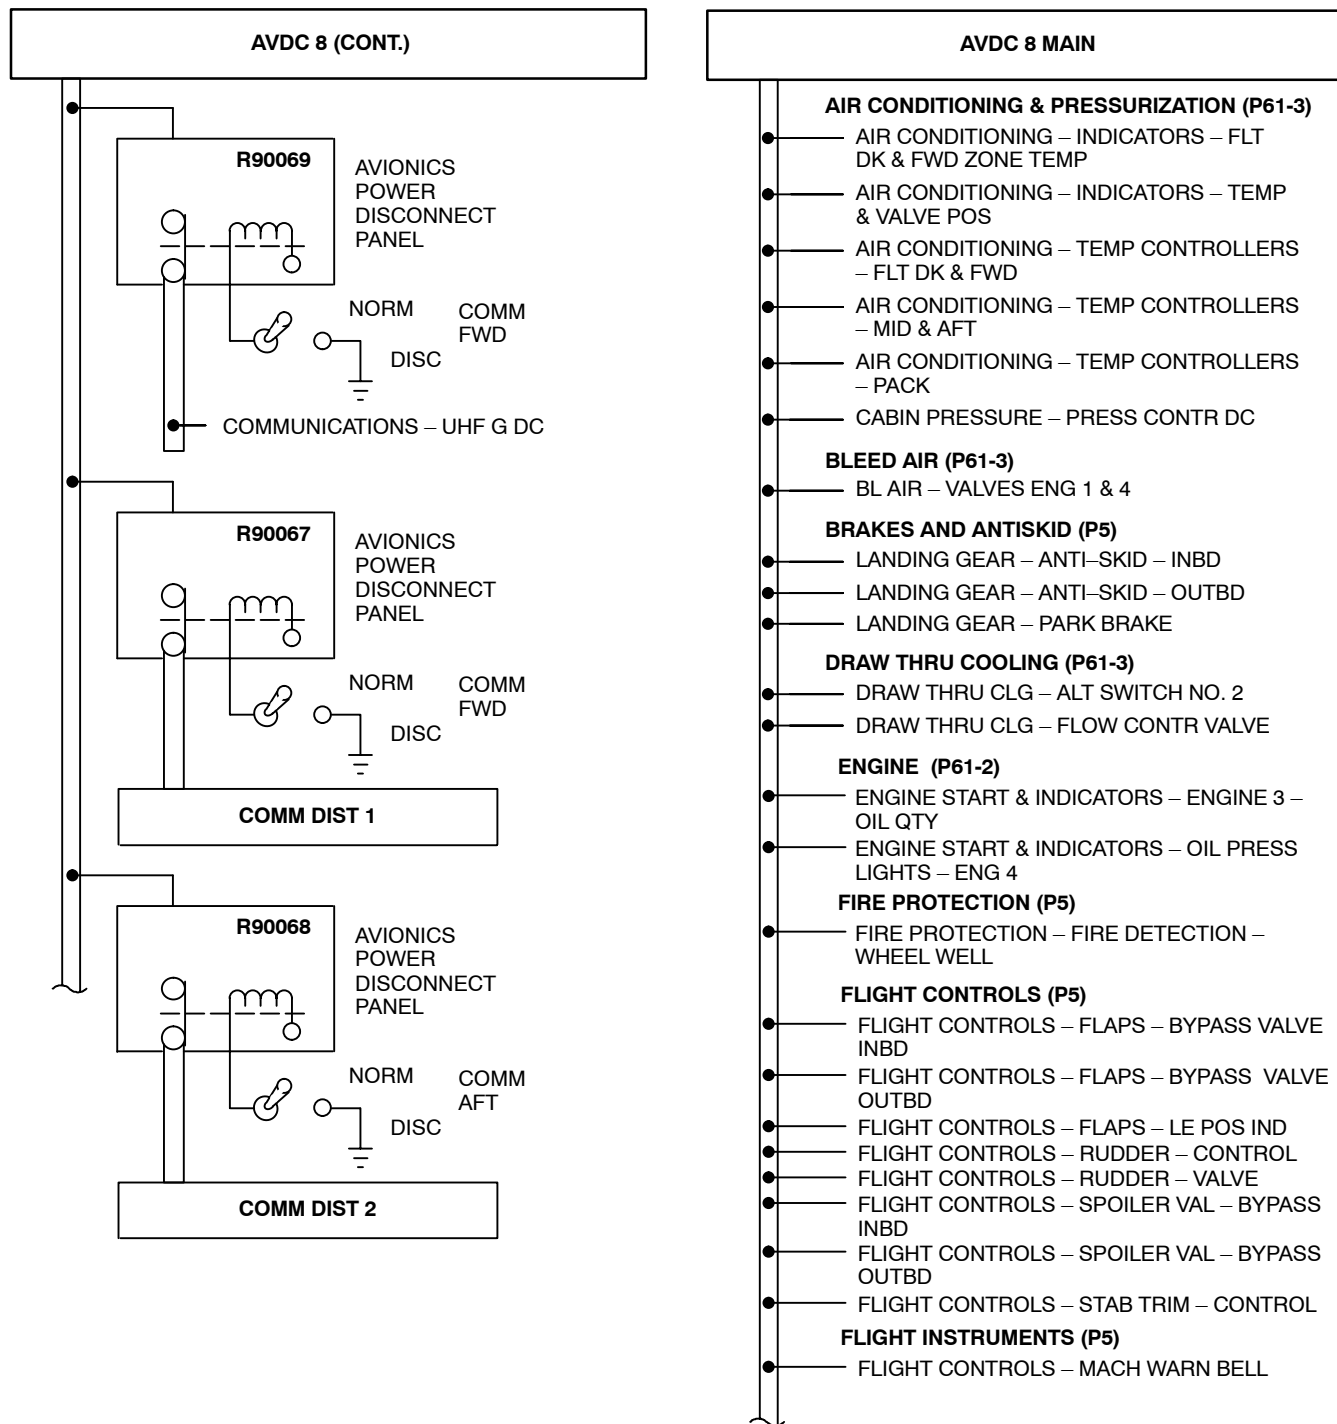 AVDC 8 (CONT.)
R90069
AVIONICS
POWER
DISCONNECT
PANEL
NORM
DISC
COMM
FWD
COMMUNICATIONS – UHF G DC
R90067
AVIONICS
POWER
DISCONNECT
PANEL
NORM
DISC
COMM
FWD
COMM DIST 1
R90068
AVIONICS
POWER
DISCONNECT
PANEL
NORM
DISC
COMM
AFT
COMM DIST 2
AVDC 8 MAIN
AIR CONDITIONING & PRESSURIZATION (P61-3)
AIR CONDITIONING – INDICATORS – FLT
DK & FWD ZONE TEMP
AIR CONDITIONING – INDICATORS – TEMP
& VALVE POS
AIR CONDITIONING – TEMP CONTROLLERS
– FLT DK & FWD
AIR CONDITIONING – TEMP CONTROLLERS
– MID & AFT
AIR CONDITIONING – TEMP CONTROLLERS
– PACK
CABIN PRESSURE – PRESS CONTR DC
BLEED AIR (P61-3)
BL AIR – VALVES ENG 1 & 4
BRAKES AND ANTISKID (P5)
LANDING GEAR – ANTI–SKID – INBD
LANDING GEAR – ANTI–SKID – OUTBD
LANDING GEAR – PARK BRAKE
DRAW THRU COOLING (P61-3)
DRAW THRU CLG – ALT SWITCH NO. 2
DRAW THRU CLG – FLOW CONTR VALVE
ENGINE (P61-2)
ENGINE START & INDICATORS – ENGINE 3 –
OIL QTY
ENGINE START & INDICATORS – OIL PRESS
LIGHTS – ENG 4
FIRE PROTECTION (P5)
FIRE PROTECTION – FIRE DETECTION –
WHEEL WELL
FLIGHT CONTROLS (P5)
FLIGHT CONTROLS – FLAPS – BYPASS VALVE
INBD
FLIGHT CONTROLS – FLAPS – BYPASS VALVE
OUTBD
FLIGHT CONTROLS – FLAPS – LE POS IND
FLIGHT CONTROLS – RUDDER – CONTROL
FLIGHT CONTROLS – RUDDER – VALVE
FLIGHT CONTROLS – SPOILER VAL – BYPASS
INBD
FLIGHT CONTROLS – SPOILER VAL – BYPASS
OUTBD
FLIGHT CONTROLS – STAB TRIM – CONTROL
FLIGHT INSTRUMENTS (P5)
FLIGHT CONTROLS – MACH WARN BELL